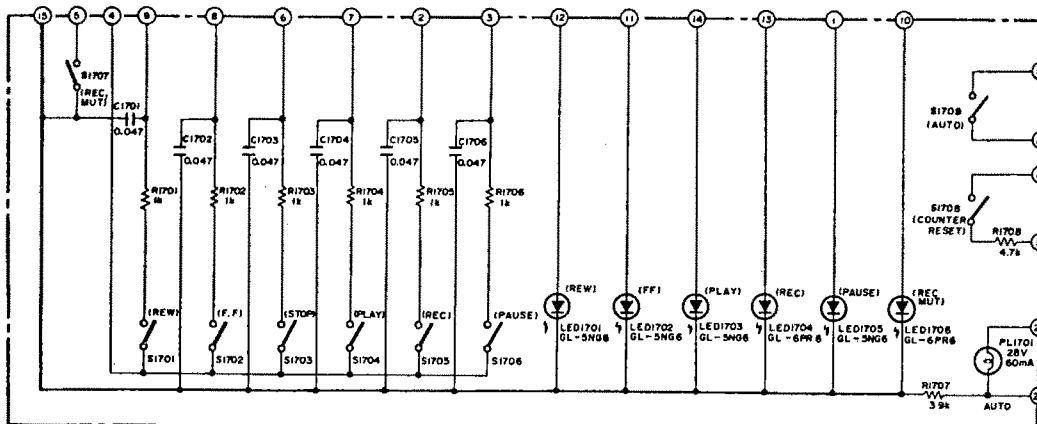 15 5 4 9 8 6 7 2 3 12 11 14 13 1 10
S1707
(REC, MUT)
C1701
0.047
C1702
0.047
C1703
0.047
C1704
0.047
C1705
0.047
C1706
0.047
R1701
1k
R1702
1k
R1703
1k
R1704
1k
R1705
1k
R1706
1k
(REW)
S1701
(F.F)
S1702
(STOP)
S1703
(PLAY)
S1704
(REC)
S1705
(PAUSE)
S1706
(REW)
LED1701
GL-5NG6
(FF)
LED1702
GL-5NG6
(PLAY)
LED1703
GL-5NG6
(REC)
LED1704
GL-6PR6
(PAUSE)
LED1705
GL-5NG6
(REC MUT)
LED1706
GL-6PR6
S1709
(AUTO)
S1708
(COUNTER
RESET)
R1708
4.7k
PL1701
28V
60mA
R1707
3.9k
AUTO